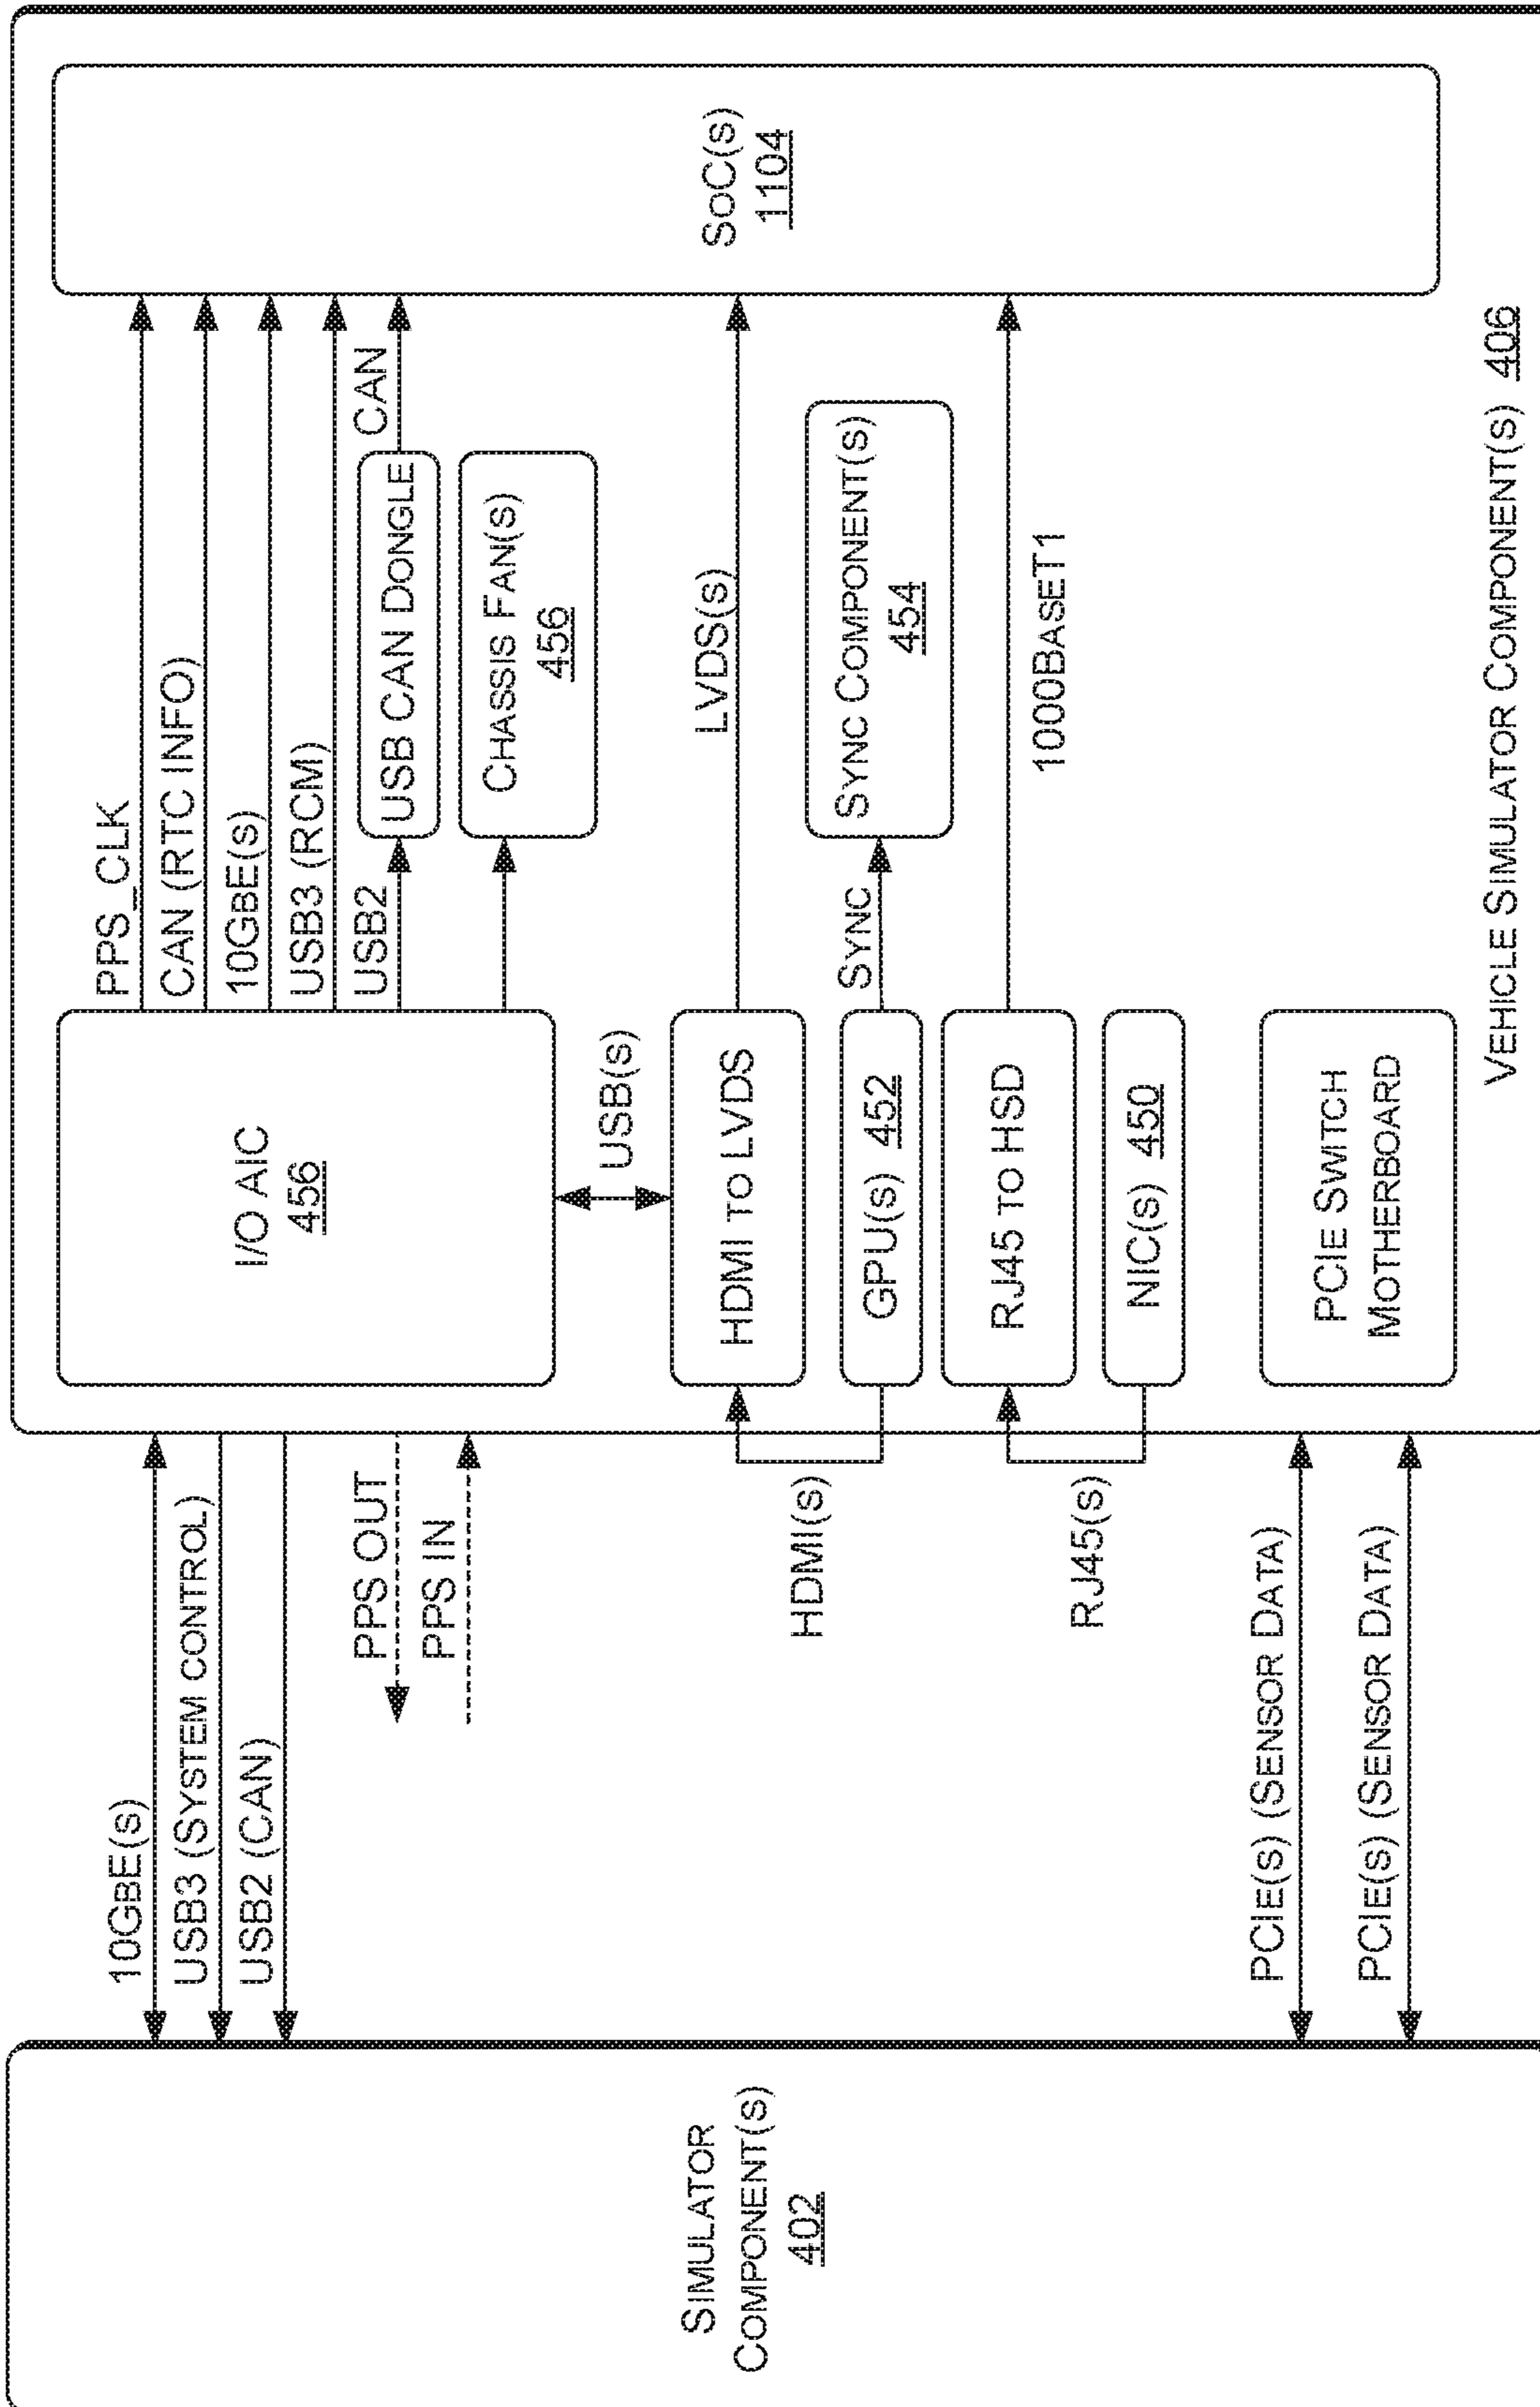 SIMULATOR
COMPONENT(S)
402
10GBE(S)
USB3 (SYSTEM CONTROL)
USB2 (CAN)
PPS OUT
PPS IN
HDMI(S)
RJ45(S)
PCIE(S) (SENSOR DATA)
PCIE(S) (SENSOR DATA)
I/O AIC
456
USB(S)
HDMI TO LVDS
GPU(S) 452
RJ45 TO HSD
NIC(S) 450
PCIE SWITCH
MOTHERBOARD
PPS_CLK
CAN (RTC INFO)
10GBE(S)
USB3 (RCM)
USB2
USB CAN DONGLE
CAN
CHASSIS FAN(S)
456
LVDS(S)
SYNC
SYNC COMPONENT(S)
454
1000BASET1
SOC(S)
1104
VEHICLE SIMULATOR COMPONENT(S) 406